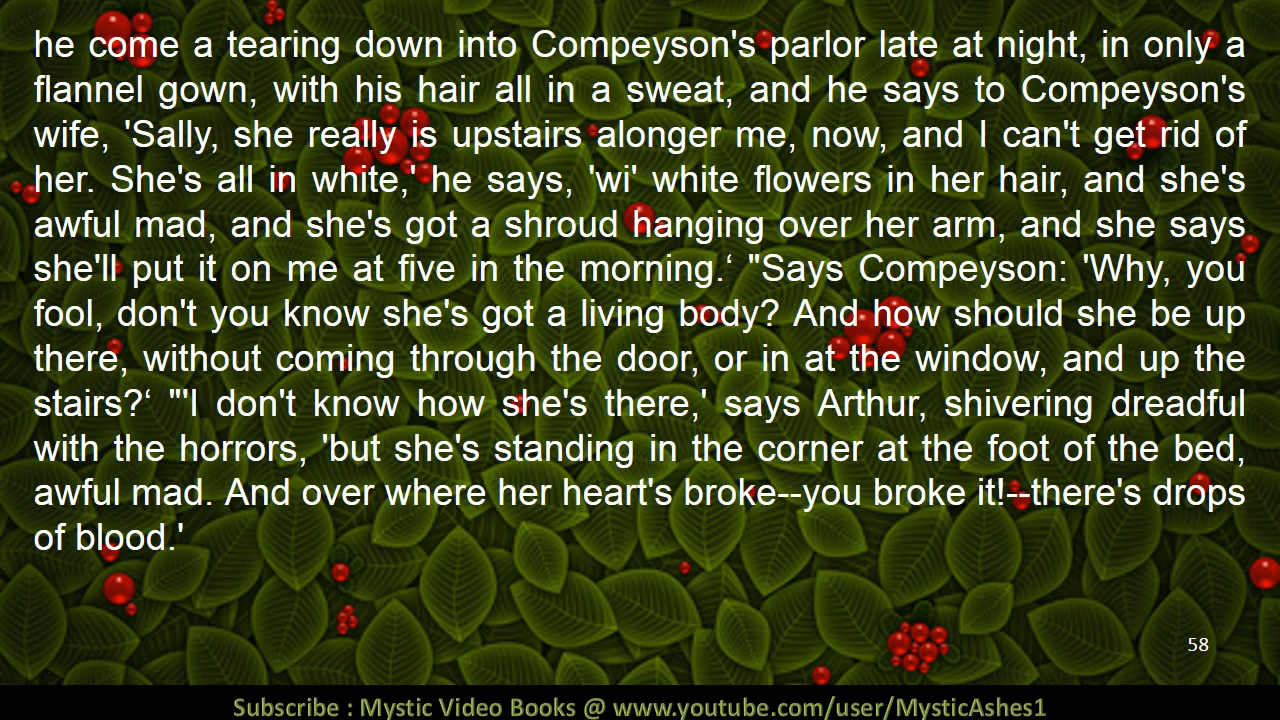 he come a tearing down into Compeyson's parlor late at night, in only a
flannel gown, with his hair all in a sweat, and he says to Compeyson's
wife, 'Sally, she really is upstairs alonger me, now, and I can't get rid of
her. She's all in white,' he says, 'wi' white flowers in her hair, and she's
awful mad, and she's got a shroud hanging over her arm, and she says
she'll put it on me at five in the morning.‘ "Says Compeyson: 'Why, you
fool, don't you know she's got a living body? And how should she be up
there, without coming through the door, or in at the window, and up the
stairs?‘ "'I don't know how she's there,' says Arthur, shivering dreadful
with the horrors, 'but she's standing in the corner at the foot of the bed,
awful mad. And over where her heart's broke--you broke it!--there's drops
of blood.'
58
Subscribe : Mystic Video Books @ www.youtube.com/user/MysticAshes1